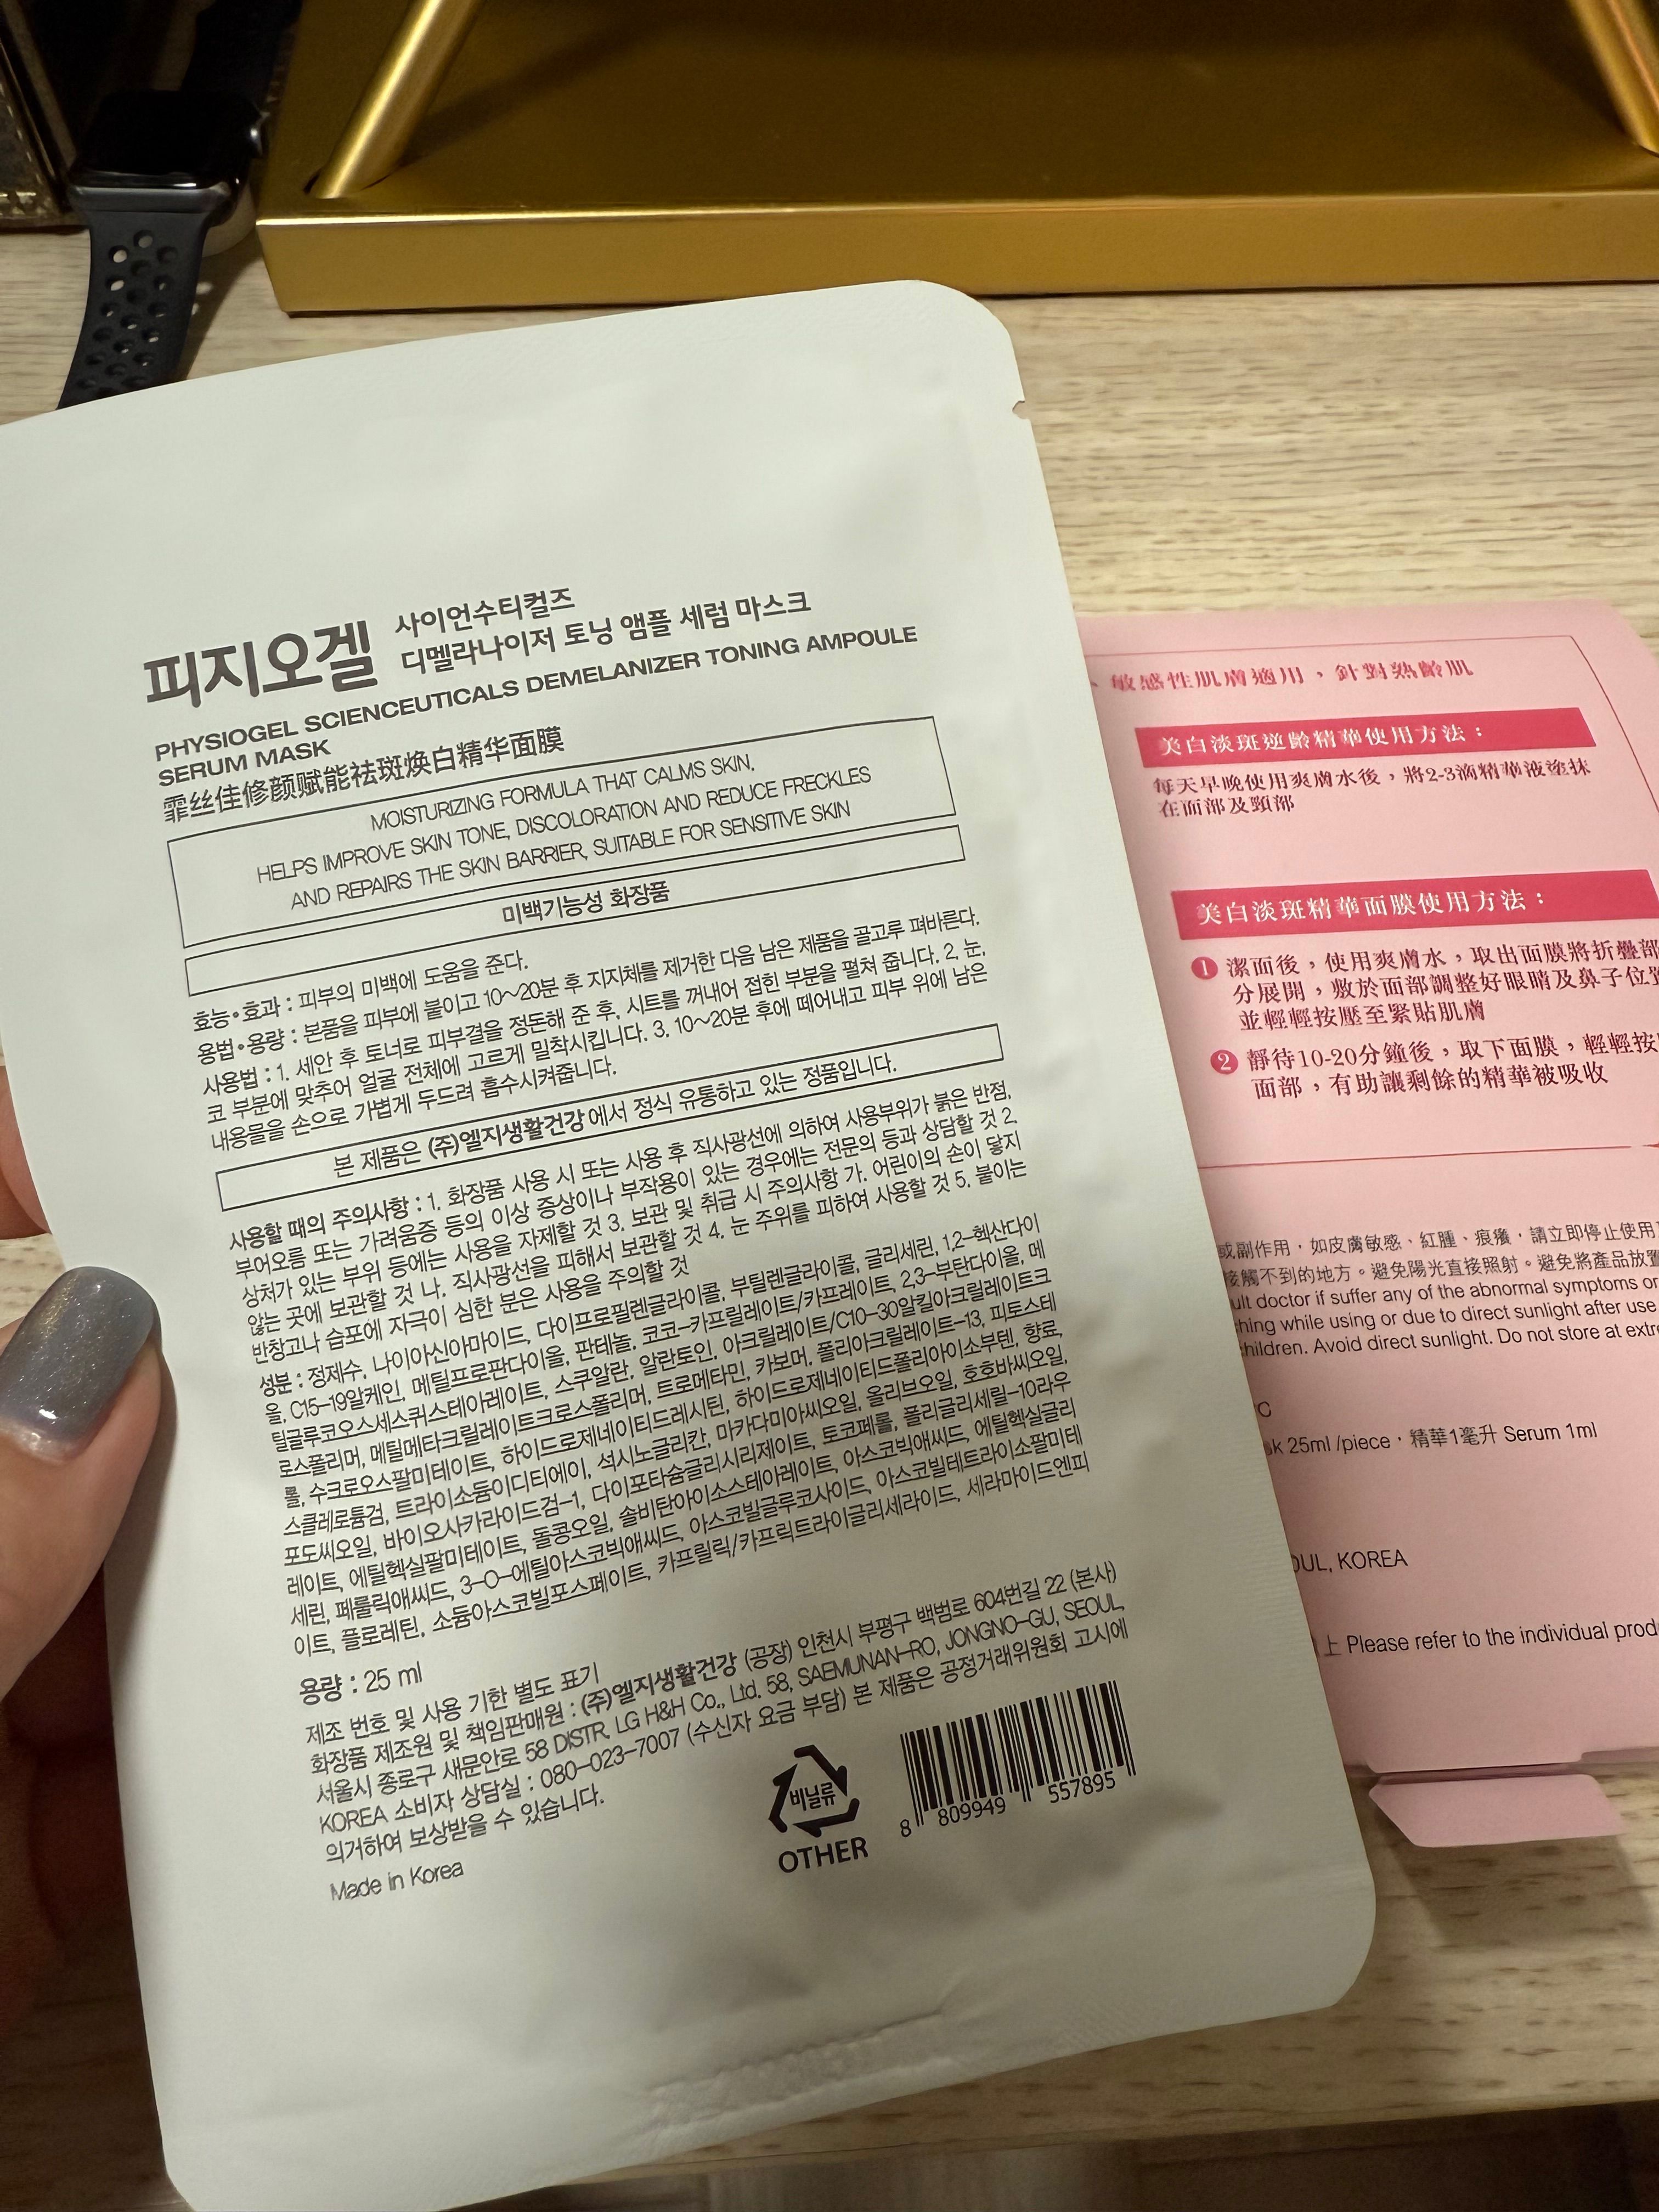 피지오겔 사이언수티컬즈
디멜라나이저 토닝 앰플 세럼 마스크
PHYSIOGEL SCIENCEUTICALS DEMELANIZER TONING AMPOULE
SERUM MASK
霏丝佳修颜赋能祛斑焕白精华面膜
MOISTURIZING FORMULA THAT CALMS SKIN,
HELPS IMPROVE SKIN TONE, DISCOLORATION AND REDUCE FRECKLES
AND REPAIRS THE SKIN BARRIER, SUITABLE FOR SENSITIVE SKIN
미백기능성 화장품
효능•효과 : 피부의 미백에 도움을 준다.
용법•용량 : 본품을 피부에 붙이고 10~20분 후 지지체를 제거한 다음 남은 제품을 골고루 펴바른다.
사용법 : 1. 세안 후 토너로 피부결을 정돈해 준 후, 시트를 꺼내어 접힌 부분을 펼쳐 줍니다. 2. 눈,
코 부분에 맞추어 얼굴 전체에 고르게 밀착시킵니다. 3. 10~20분 후에 떼어내고 피부 위에 남은
내용물을 손으로 가볍게 두드려 흡수시켜줍니다.
본 제품은 (주)엘지생활건강에서 정식 유통하고 있는 정품입니다.
사용할 때의 주의사항 : 1. 화장품 사용 시 또는 사용 후 직사광선에 의하여 사용부위가 붉은 반점,
부어오름 또는 가려움증 등의 이상 증상이나 부작용이 있는 경우에는 전문의 등과 상담할 것 2.
상처가 있는 부위 등에는 사용을 자제할 것 3. 보관 및 취급 시 주의사항 가. 어린이의 손이 닿지
않는 곳에 보관할 것 나. 직사광선을 피해서 보관할 것 4. 눈 주위를 피하여 사용할 것 5. 붙이는
반창고나 습포에 자극이 심한 분은 사용을 주의할 것
성분 : 정제수, 나이아신아마이드, 다이프로필렌글라이콜, 부틸렌글라이콜, 글리세린, 1,2-헥산다이
올, C15-19알케인, 메틸프로판다이올, 판테놀, 코코-카프릴레이트/카프레이트, 2,3-부탄다이올, 메
틸글루코오스세스퀴스테아레이트, 스쿠알란, 알란토인, 아크릴레이트/C10-30알킬아크릴레이트크
로스폴리머, 메틸메타크릴레이트크로스폴리머, 트로메타민, 카보머, 폴리아크릴레이트-13, 피토스테
롤, 수크로오스팔미테이트, 하이드로제네이티드레시틴, 하이드로제네이티드폴리아이소부텐, 향료,
스클레로튬검, 트라이소듐이디티에이, 석시노글리칸, 마카다미아씨오일, 올리브오일, 호호바씨오일,
포도씨오일, 바이오사카라이드검-1, 다이포타슘글리시리제이트, 토코페롤, 폴리글리세릴-10라우
레이트, 에틸헥실팔미테이트, 돌콩오일, 솔비탄아이소스테아레이트, 아스코빅애씨드, 에틸헥실글리
세린, 페룰릭애씨드, 3-O-에틸아스코빅애씨드, 아스코빌글루코사이드, 아스코빌테트라이소팔미테
이트, 플로레틴, 소듐아스코빌포스페이트, 카프릴릭/카프릭트라이글리세라이드, 세라마이드엔피
용량 : 25 ml
제조 번호 및 사용 기한 별도 표기
화장품 제조원 및 책임판매원 : (주)엘지생활건강 (공장) 인천시 부평구 백범로 604번길 22 (본사)
서울시 종로구 새문안로 58 DISTR. LG H&H Co., Ltd. 58, SAEMUNAN-RO, JONGNO-GU, SEOUL,
KOREA 소비자 상담실 : 080-023-7007 (수신자 요금 부담) 본 제품은 공정거래위원회 고시에
의거하여 보상받을 수 있습니다.
Made in Korea
비닐류
OTHER
8 809949 557895
敏感性肌膚適用，針對熟齡肌
美白淡斑逆齡精華使用方法：
每天早晚使用爽膚水後，將2-3滴精華液塗抹
在面部及頸部
美白淡斑精華面膜使用方法：
1 潔面後，使用爽膚水，取出面膜將折疊部
分展開，敷於面部調整好眼睛及鼻子位置
並輕輕按壓至緊貼肌膚
2 靜待10-20分鐘後，取下面膜，輕輕按
面部，有助讓剩餘的精華被吸收
或副作用，如皮膚敏感、紅腫、痕癢，請立即停止使用
接觸不到的地方。避免陽光直接照射。避免將產品放置
ult doctor if suffer any of the abnormal symptoms or
hing while using or due to direct sunlight after use
hildren. Avoid direct sunlight. Do not store at extre
sk 25ml /piece，精華1毫升 Serum 1ml
OUL, KOREA
上 Please refer to the individual prod